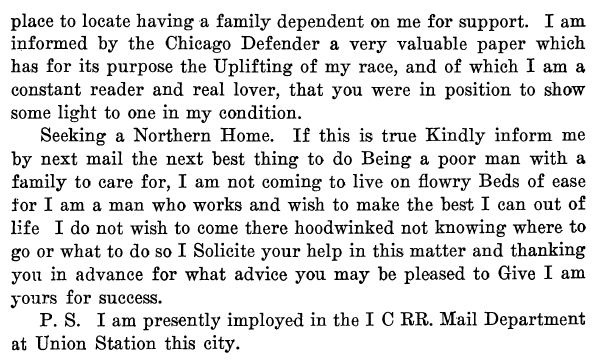 place to locate having a family dependent on me for support. I am
informed by the Chicago Defender a very valuable paper which
has for its purpose the Uplifting of my race, and of which I am a
constant reader and real lover, that you were in position to show
some light to one in my condition.
Seeking a Northern Home. If this is true Kindly inform me
by next mail the next best thing to do Being a poor man with a
family to care for, I am not coming to live on flowry Beds of ease
for I am a man who works and wish to make the best I can out of
life I do not wish to come there hoodwinked not knowing where to
go or what to do so I Solicite your help in this matter and thanking
you in advance for what advice you may be pleased to Give I am
yours for success.
P. S. I am presently imployed in the I C RR. Mail Department
at Union Station this city.